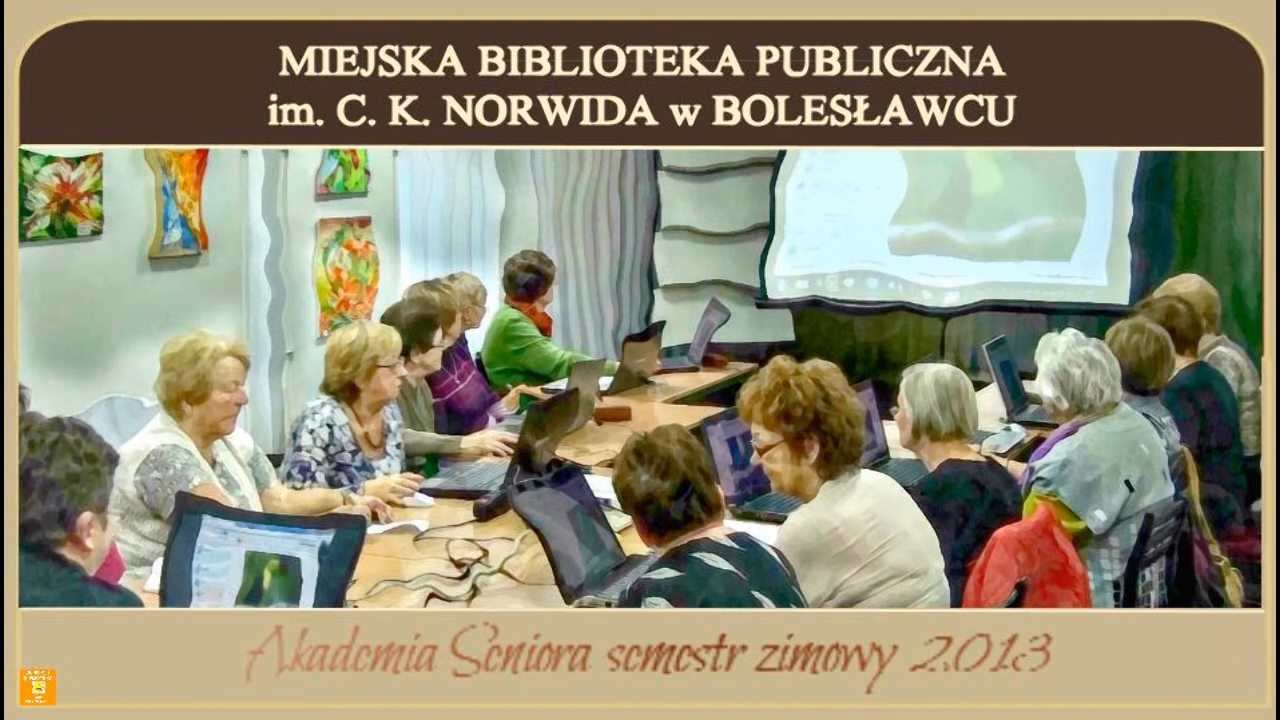 MIEJSKA BIBLIOTEKA PUBLICZNA
im. C. K. NORWIDA w BOLESŁAWCU
Akademia Seniora semestr zimowy 2013